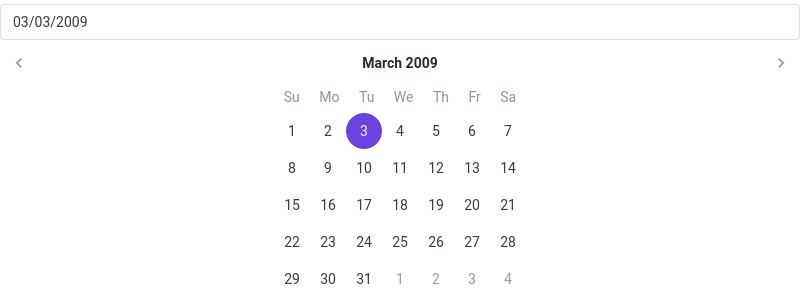 03/03/2009
March 2009
Su Mo Tu We Th Fr Sa
1 2 3 4 5 6 7
8 9 10 11 12 13 14
15 16 17 18 19 20 21
22 23 24 25 26 27 28
29 30 31 1 2 3 4